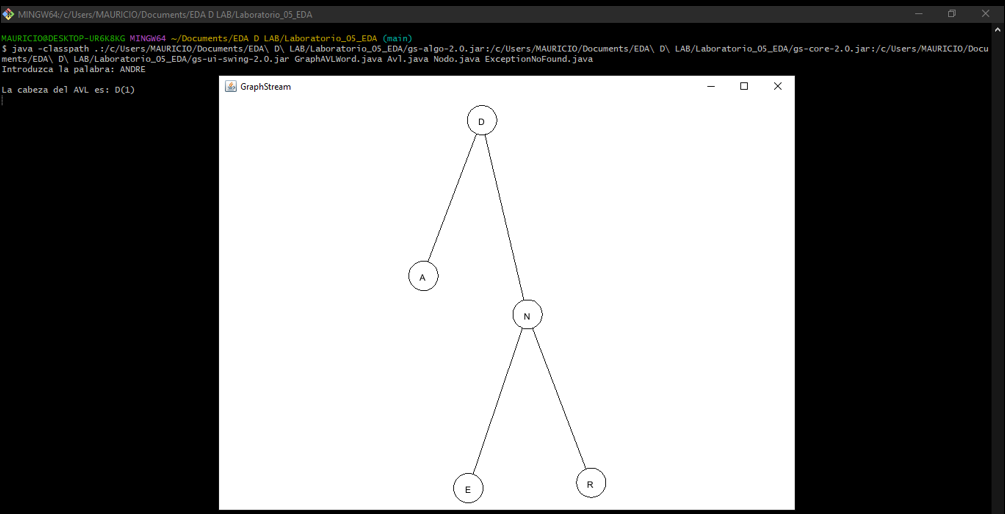 MINGW64:/c/Users/MAURICIO/Documents/EDA D LAB/Laboratorio_05_EDA
MAURICIO@DESKTOP-UR6K8KG MINGW64 ~/Documents/EDA D LAB/Laboratorio_05_EDA (main)
$ java -classpath .:/c/Users/MAURICIO/Documents/EDA\ D\ LAB/Laboratorio_05_EDA/gs-algo-2.0.jar:/c/Users/MAURICIO/Documents/EDA\ D\ LAB/Laboratorio_05_EDA/gs-core-2.0.jar:/c/Users/MAURICIO/Docu
ments/EDA\ D\ LAB/Laboratorio_05_EDA/gs-ui-swing-2.0.jar GraphAVLWord.java Avl.java Nodo.java ExceptionNoFound.java
Introduzca la palabra: ANDRE
La cabeza del AVL es: D(1)
GraphStream
D
A
N
E
R